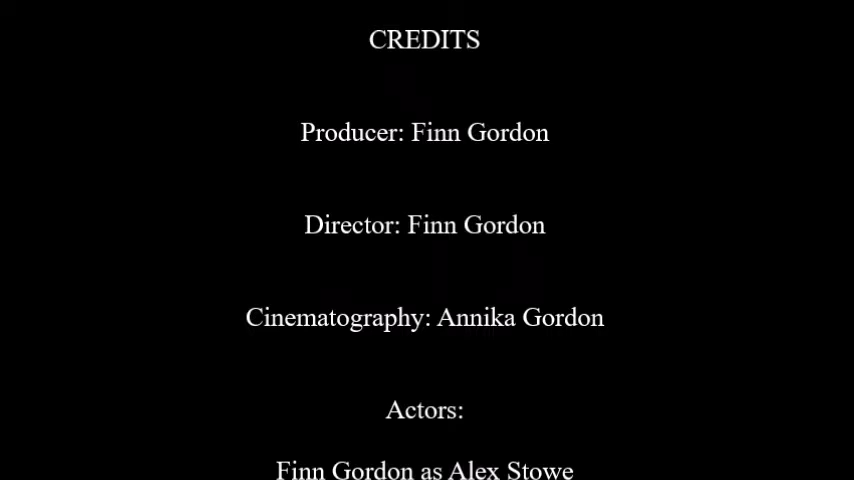 CREDITS
Producer: Finn Gordon
Director: Finn Gordon
Cinematography: Annika Gordon
Actors:
Finn Gordon as Alex Stowe